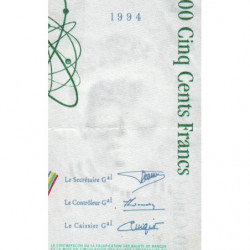 1994
00 Cinq Cents Francs
Le Secrétaire Gal
Le Contrôleur Gal
Le Caissier Gal